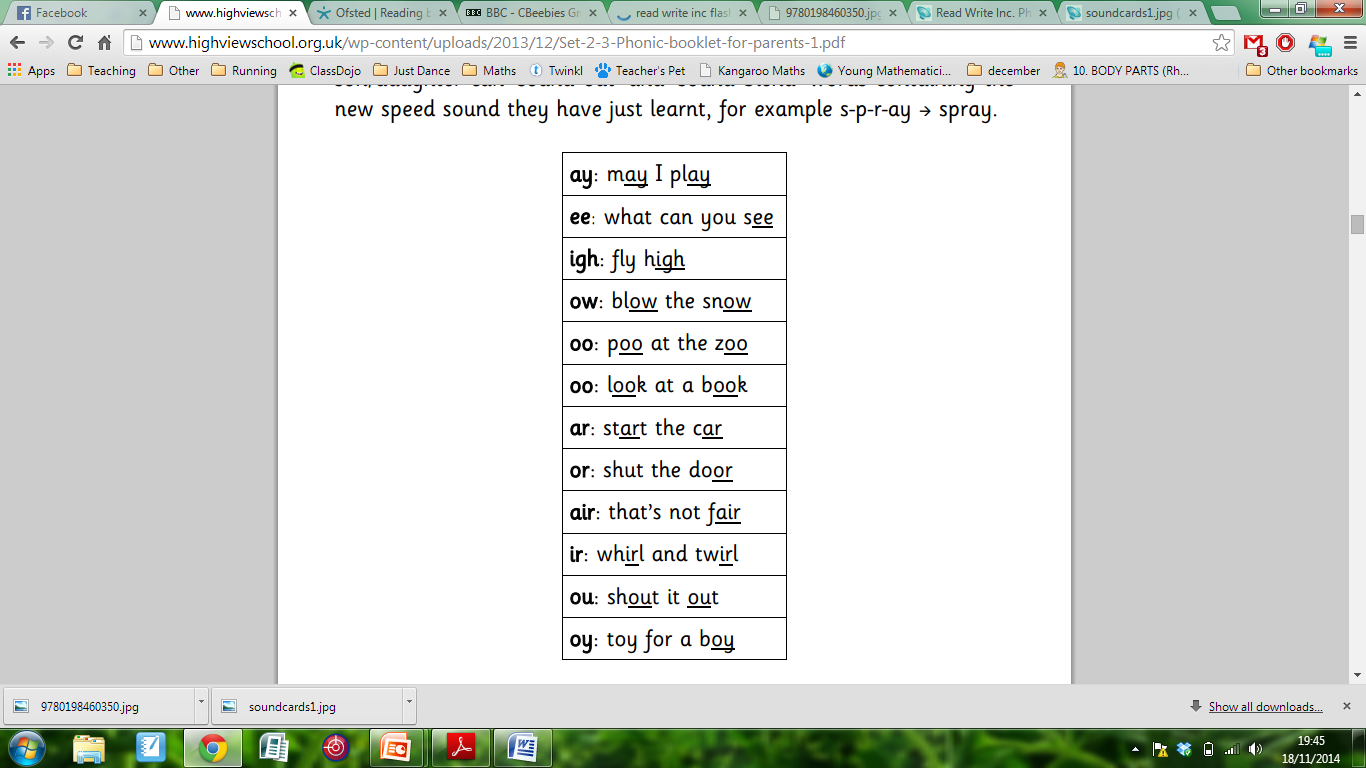 Facebook
www.highviewsch
Ofsted | Reading b
BBC - CBeebies Gr
read write inc flas
9780198460350.jpg
Read Write Inc. Ph
soundcards1.jpg (
www.highviewschool.org.uk/wp-content/uploads/2013/12/Set-2-3-Phonic-booklet-for-parents-1.pdf
3
Apps Teaching Other Running ClassDojo Just Dance Maths Twinkl Teacher's Pet Kangaroo Maths Young Mathematici... december 10. BODY PARTS (Rh... Other bookmarks
new speed sound they have just learnt, for example s-p-r-ay → spray.
ay: may I play
ee: what can you see
igh: fly high
ow: blow the snow
oo: poo at the zoo
oo: look at a book
ar: start the car
or: shut the door
air: that's not fair
ir: whirl and twirl
ou: shout it out
oy: toy for a boy
9780198460350.jpg
soundcards1.jpg
Show all downloads...
19:45
18/11/2014